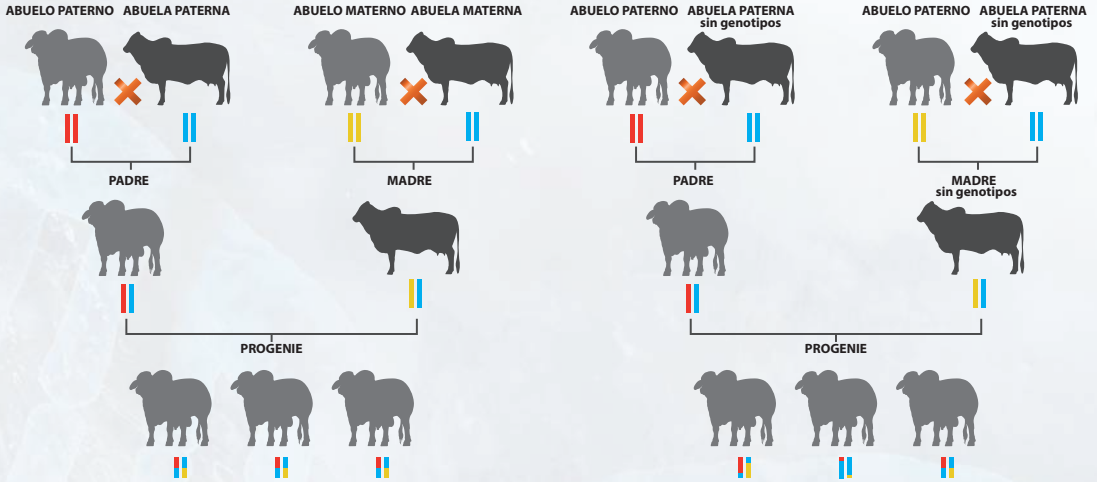 ABUELO PATERNO ABUELA PATERNA
PADRE
ABUELO MATERNO ABUELA MATERNA
MADRE
PROGENIE
ABUELO PATERNO ABUELA PATERNA
sin genotipos
PADRE
ABUELO PATERNO ABUELA PATERNA
sin genotipos
MADRE
sin genotipos
PROGENIE